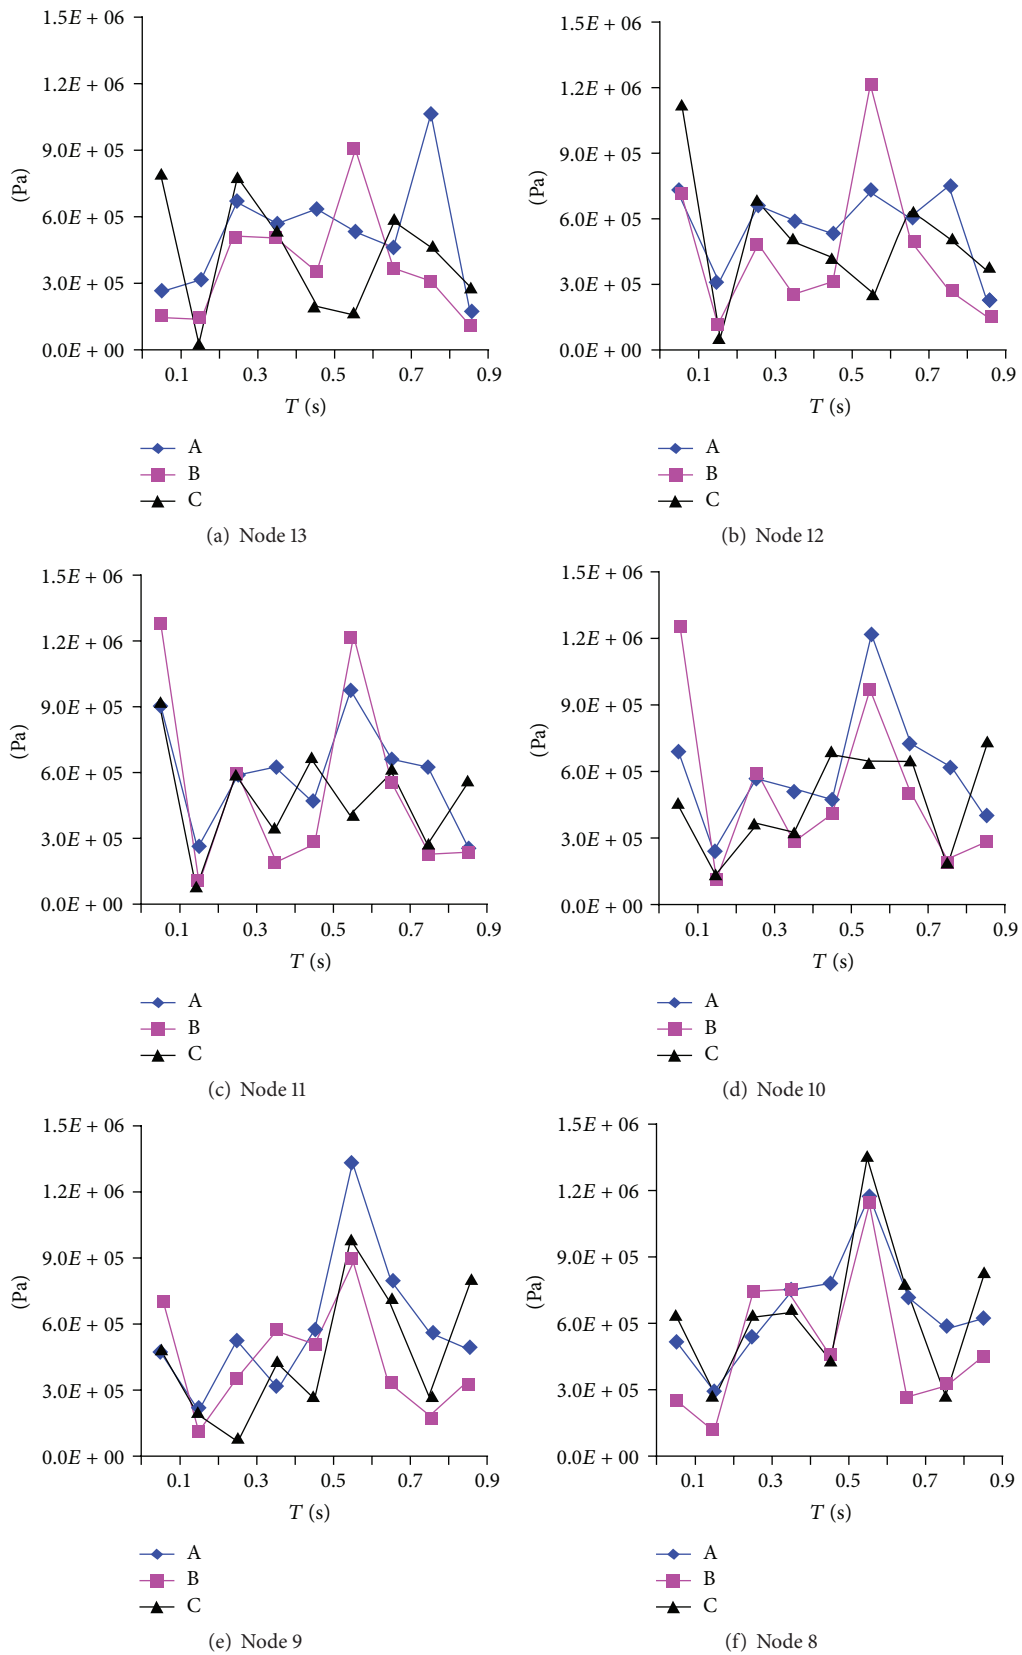 1.5E + 06
1.2E + 06
9.0E + 05
6.0E + 05
3.0E + 05
0.0E + 00
(Pa)
0.1 0.3 0.5 0.7 0.9
T (s)
A
B
C
(a) Node 13
1.5E + 06
1.2E + 06
9.0E + 05
6.0E + 05
3.0E + 05
0.0E + 00
(Pa)
0.1 0.3 0.5 0.7 0.9
T (s)
A
B
C
(b) Node 12
1.5E + 06
1.2E + 06
9.0E + 05
6.0E + 05
3.0E + 05
0.0E + 00
(Pa)
0.1 0.3 0.5 0.7 0.9
T (s)
A
B
C
(c) Node 11
1.5E + 06
1.2E + 06
9.0E + 05
6.0E + 05
3.0E + 05
0.0E + 00
(Pa)
0.1 0.3 0.5 0.7 0.9
T (s)
A
B
C
(d) Node 10
1.5E + 06
1.2E + 06
9.0E + 05
6.0E + 05
3.0E + 05
0.0E + 00
(Pa)
0.1 0.3 0.5 0.7 0.9
T (s)
A
B
C
(e) Node 9
1.5E + 06
1.2E + 06
9.0E + 05
6.0E + 05
3.0E + 05
0.0E + 00
(Pa)
0.1 0.3 0.5 0.7 0.9
T (s)
A
B
C
(f) Node 8